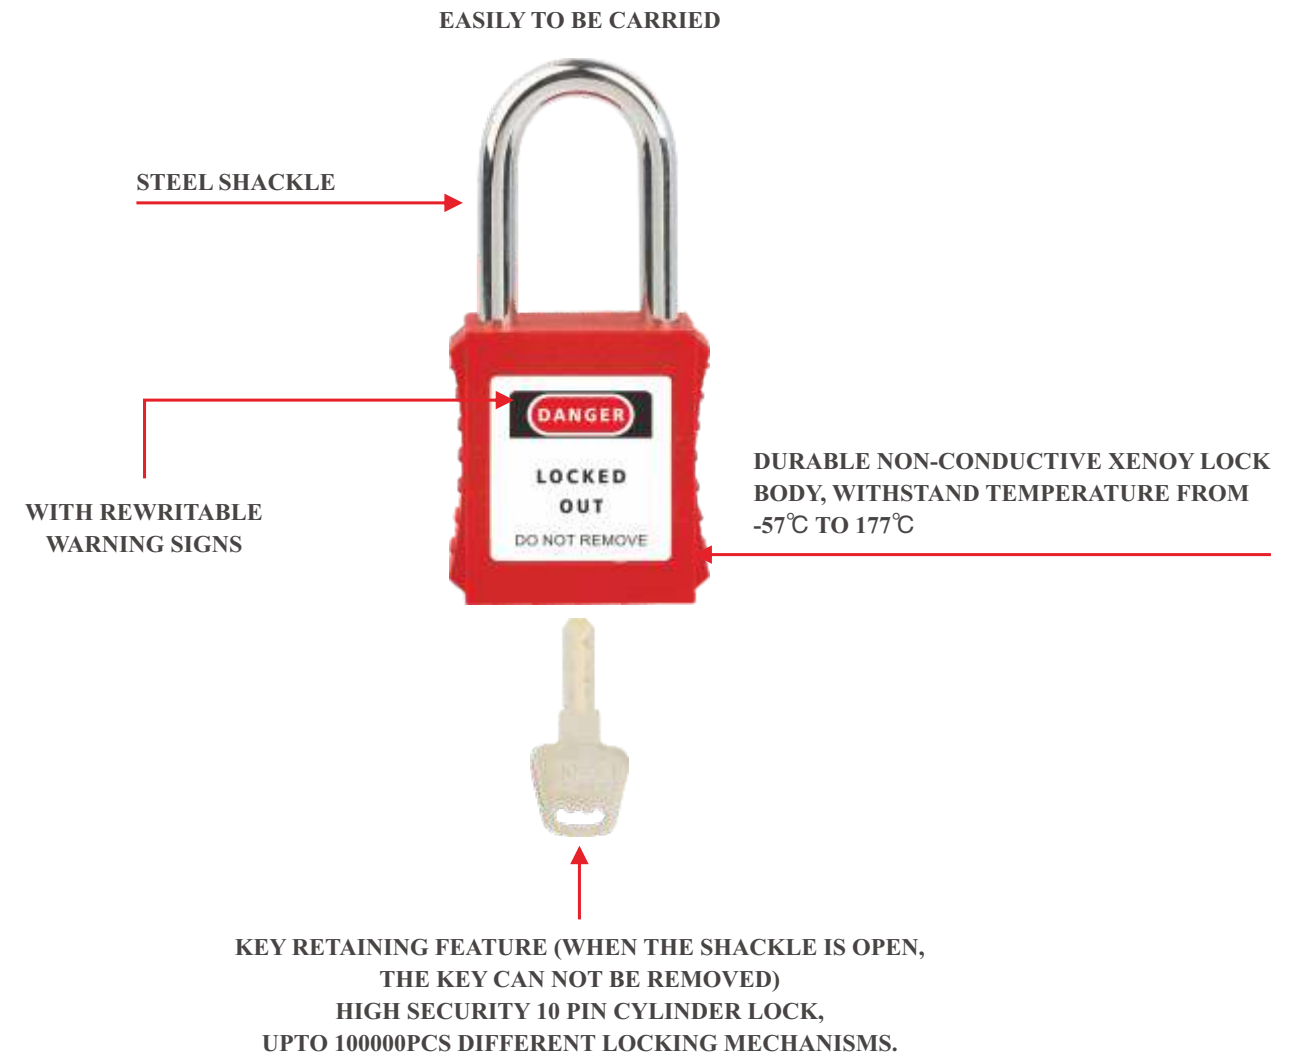 EASILY TO BE CARRIED
STEEL SHACKLE
DANGER
LOCKED
OUT
DO NOT REMOVE
WITH REWRITABLE
WARNING SIGNS
DURABLE NON-CONDUCTIVE XENOY LOCK
BODY, WITHSTAND TEMPERATURE FROM
-57℃ TO 177℃
KEY RETAINING FEATURE (WHEN THE SHACKLE IS OPEN,
THE KEY CAN NOT BE REMOVED)
HIGH SECURITY 10 PIN CYLINDER LOCK,
UPTO 100000PCS DIFFERENT LOCKING MECHANISMS.